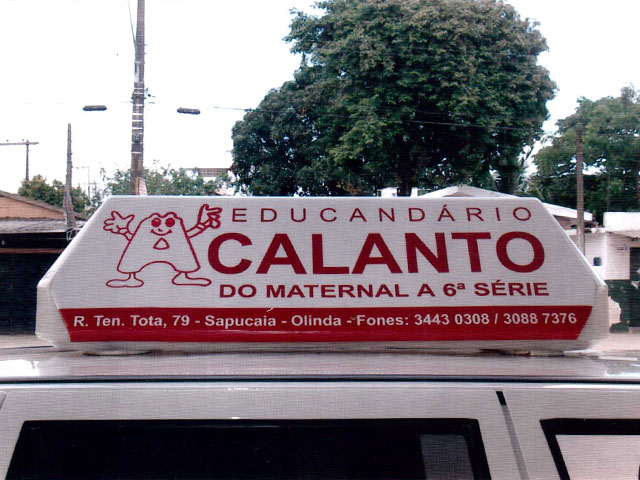 EDUCANDÁRIO
CALANTO
DO MATERNAL A 6ª SÉRIE
R. Ten. Tota, 79 - Sapucaia - Olinda - Fones: 3443 0308 / 3088 7376